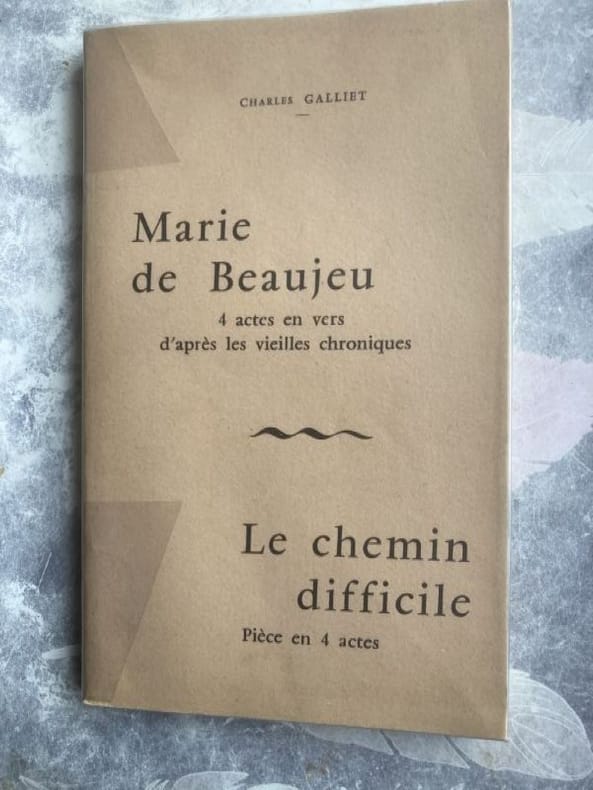 CHARLES GALLIET
Marie
de Beaujeu
4 actes en vers
d'après les vieilles chroniques
Le chemin
difficile
Pièce en 4 actes